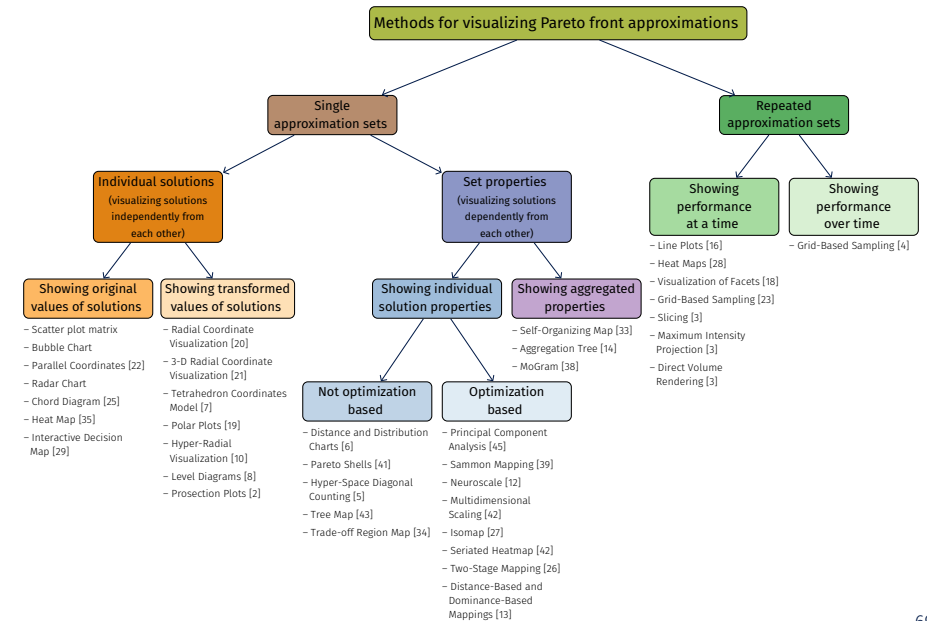 Methods for visualizing Pareto front approximations
Single
approximation sets
Repeated
approximation sets
Individual solutions
(visualizing solutions
independently from
each other)
Set properties
(visualizing solutions
dependently from
each other)
Showing
performance
at a time
Showing
performance
over time
– Line Plots [16]
– Heat Maps [28]
– Visualization of Facets [18]
– Grid-Based Sampling [23]
– Slicing [3]
– Maximum Intensity
Projection [3]
– Direct Volume
Rendering [3]
– Grid-Based Sampling [4]
Showing original
values of solutions
Showing transformed
values of solutions
Showing individual
solution properties
Showing aggregated
properties
– Scatter plot matrix
– Bubble Chart
– Parallel Coordinates [22]
– Radar Chart
– Chord Diagram [25]
– Heat Map [35]
– Interactive Decision
Map [29]
– Radial Coordinate
Visualization [20]
– 3-D Radial Coordinate
Visualization [21]
– Tetrahedron Coordinates
Model [7]
– Polar Plots [19]
– Hyper-Radial
Visualization [10]
– Level Diagrams [8]
– Prosection Plots [2]
– Self-Organizing Map [33]
– Aggregation Tree [14]
– MoGram [38]
Not optimization
based
Optimization
based
– Distance and Distribution
Charts [6]
– Pareto Shells [41]
– Hyper-Space Diagonal
Counting [5]
– Tree Map [43]
– Trade-off Region Map [34]
– Principal Component
Analysis [45]
– Sammon Mapping [39]
– Neuroscale [12]
– Multidimensional
Scaling [42]
– Isomap [27]
– Seriated Heatmap [42]
– Two-Stage Mapping [26]
– Distance-Based and
Dominance-Based
Mappings [13]